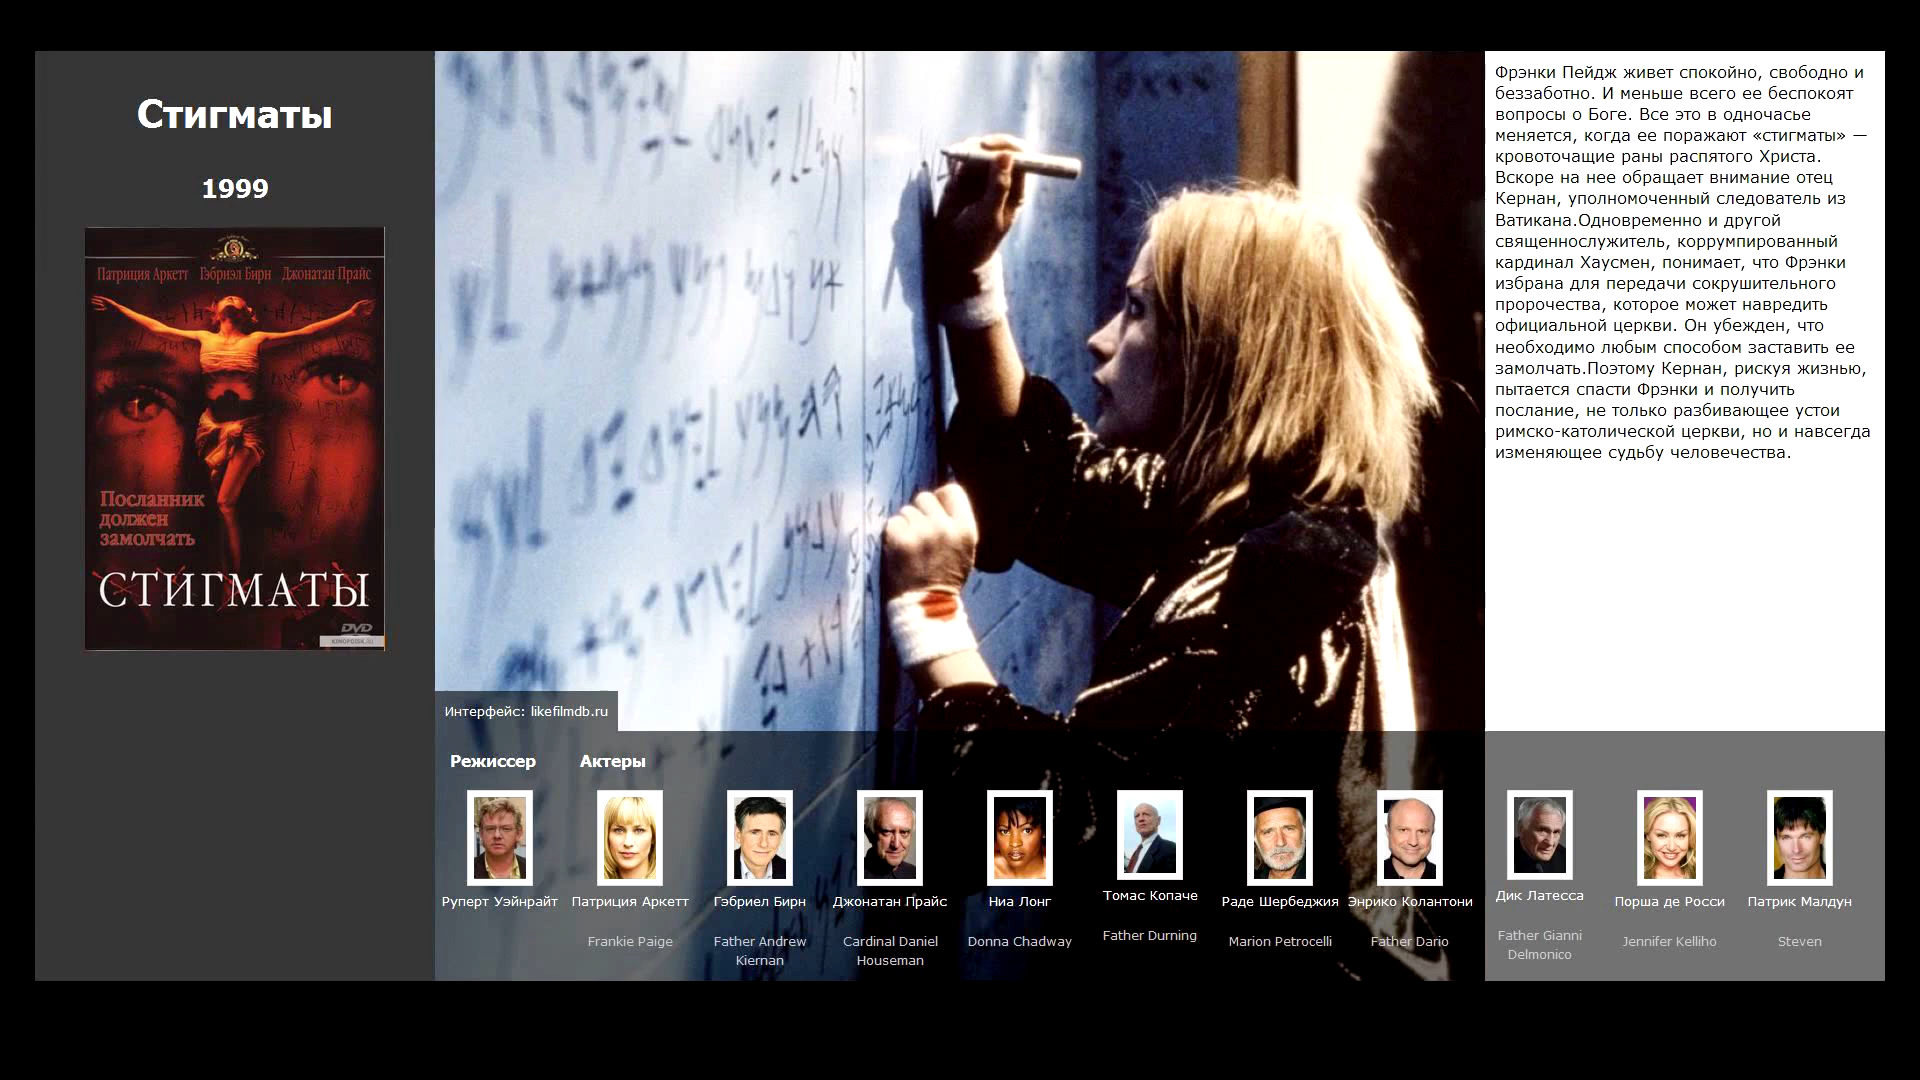 Стигматы
1999
Патриция Аркетт Гэбриэл Бирн Джонатан Прайс
Посланник
должен
замолчать
СТИГМАТЫ
DVD
KINOPOISK.RU
Фрэнки Пейдж живет спокойно, свободно и
беззаботно. И меньше всего ее беспокоят
вопросы о Боге. Все это в одночасье
меняется, когда ее поражают «стигматы» —
кровоточащие раны распятого Христа.
Вскоре на нее обращает внимание отец
Кернан, уполномоченный следователь из
Ватикана.Одновременно и другой
священнослужитель, коррумпированный
кардинал Хаусмен, понимает, что Фрэнки
избрана для передачи сокрушительного
пророчества, которое может навредить
официальной церкви. Он убежден, что
необходимо любым способом заставить ее
замолчать.Поэтому Кернан, рискуя жизнью,
пытается спасти Фрэнки и получить
послание, не только разбивающее устои
римско-католической церкви, но и навсегда
изменяющее судьбу человечества.
Интерфейс: likefilmdb.ru
Режиссер
Актеры
Руперт Уэйнрайт
Патриция Аркетт
Frankie Paige
Гэбриел Бирн
Father Andrew
Kiernan
Джонатан Прайс
Cardinal Daniel
Houseman
Ниа Лонг
Donna Chadway
Томас Копаче
Father Durning
Раде Шербеджия
Marion Petrocelli
Энрико Колантони
Father Dario
Дик Латесса
Father Gianni
Delmonico
Порша де Росси
Jennifer Kelliho
Патрик Малдун
Steven